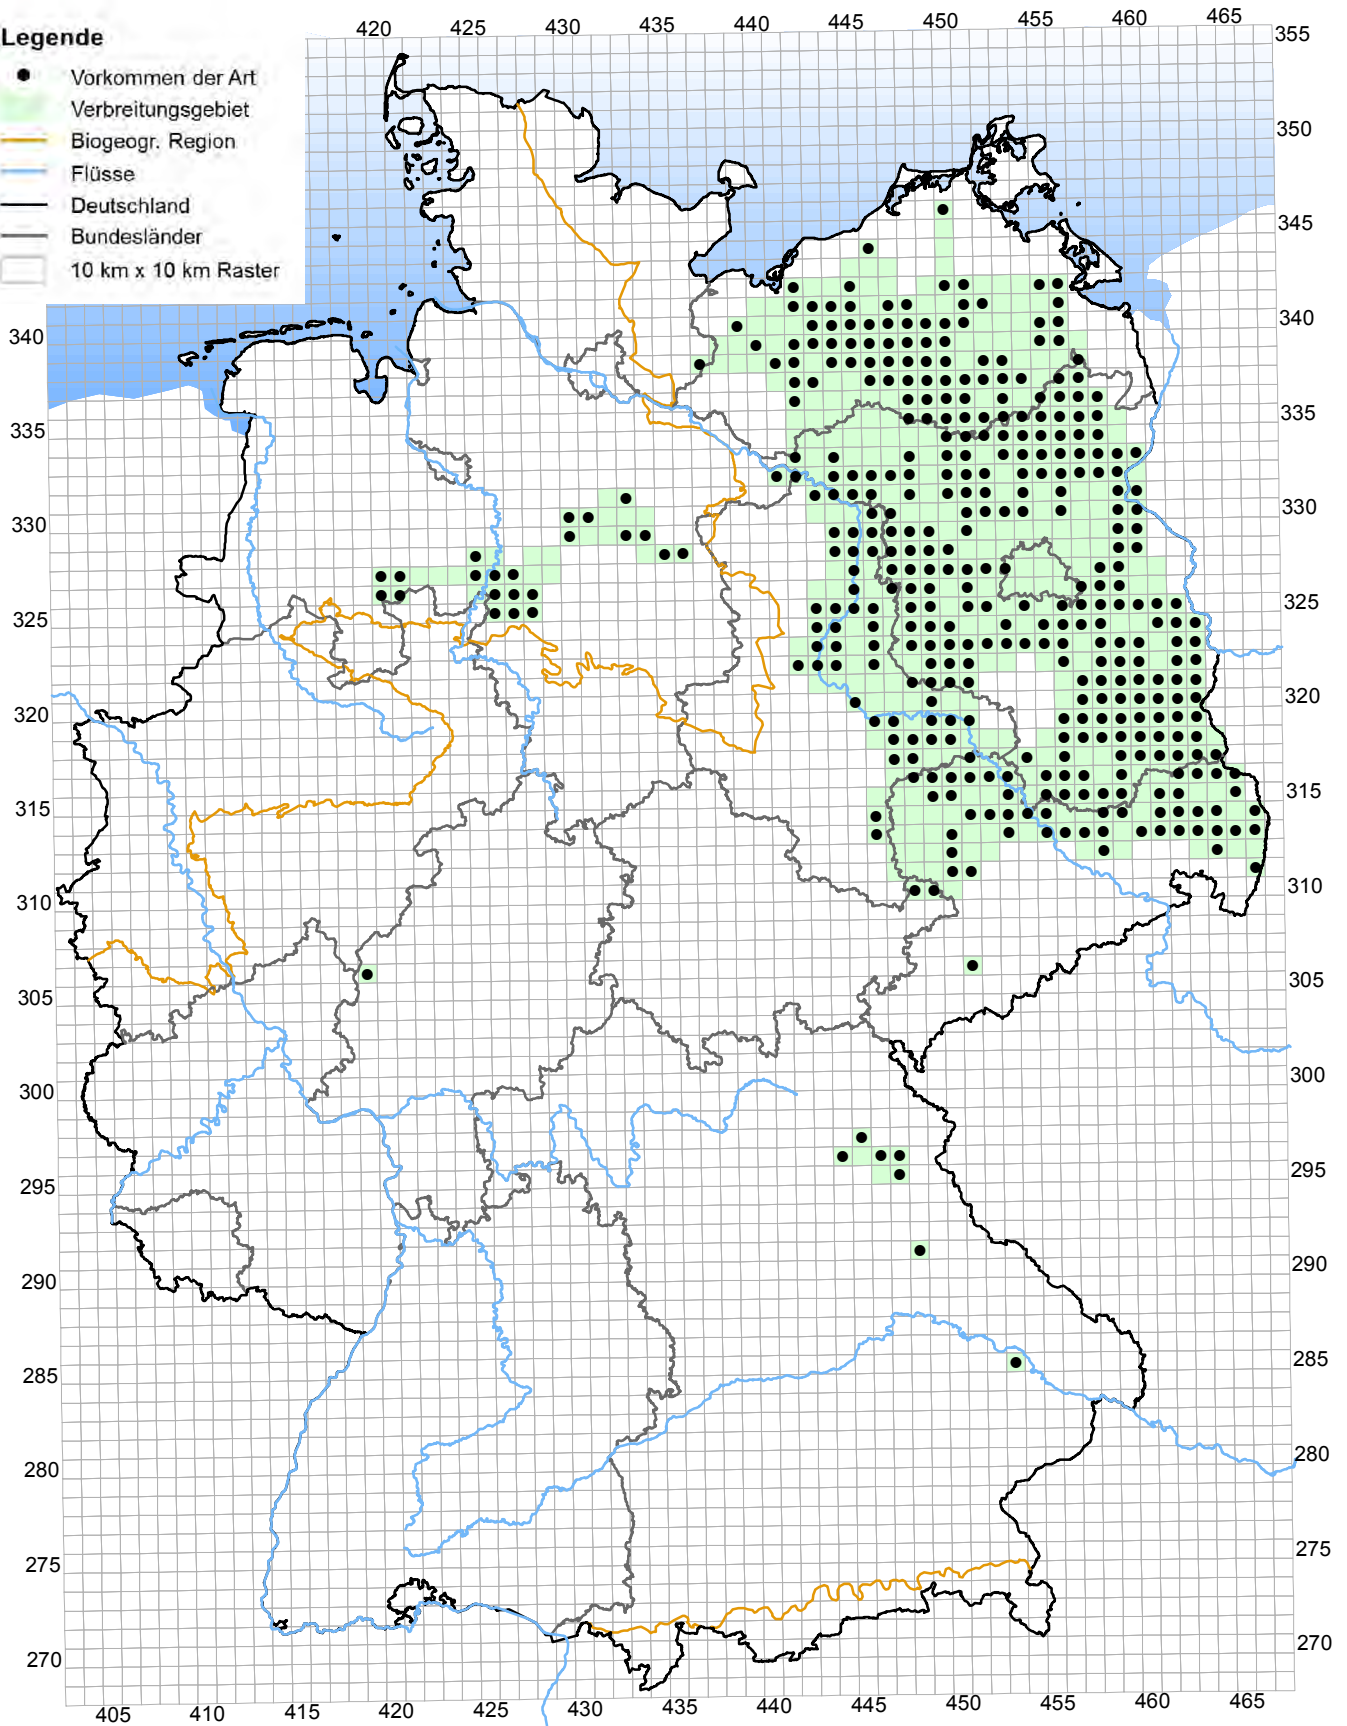 420 425 430 435 440 445 450 455 460 465
Legende
355
Vorkommen der Art
Verbreitungsgebiet
350
Biogeogr. Region
Flüsse
Deutschland
345
Bundesländer
10 km x 10 km Raster
340 340
335 335
330 330
325 325
320 320
315 315
310 310
305 305
300 300
295 295
290 290
285 285
280 280
275 275
270 270
405 410 415 420 425 430 435 440 445 450 455 460 465